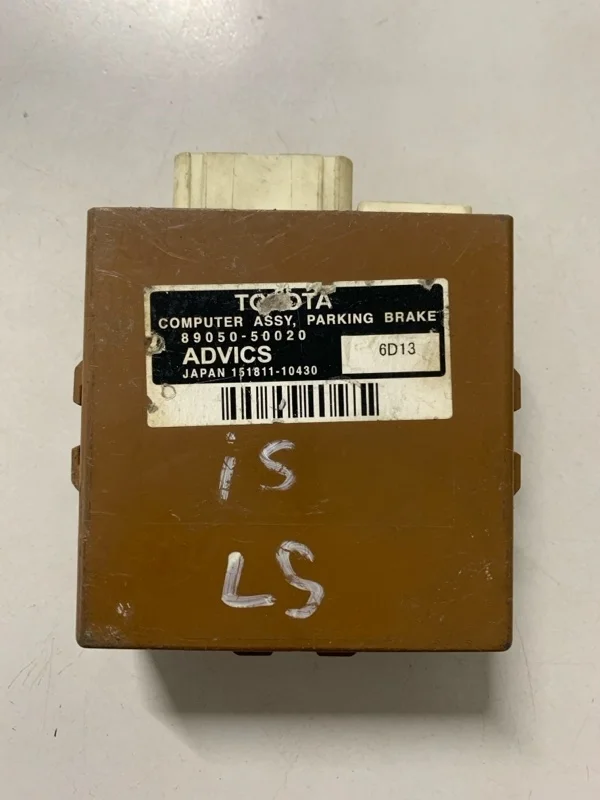 TOYOTA
COMPUTER ASSY, PARKING BRAKE
89050-50020
ADVICS 6D13
JAPAN 151811-10430
iS
LS